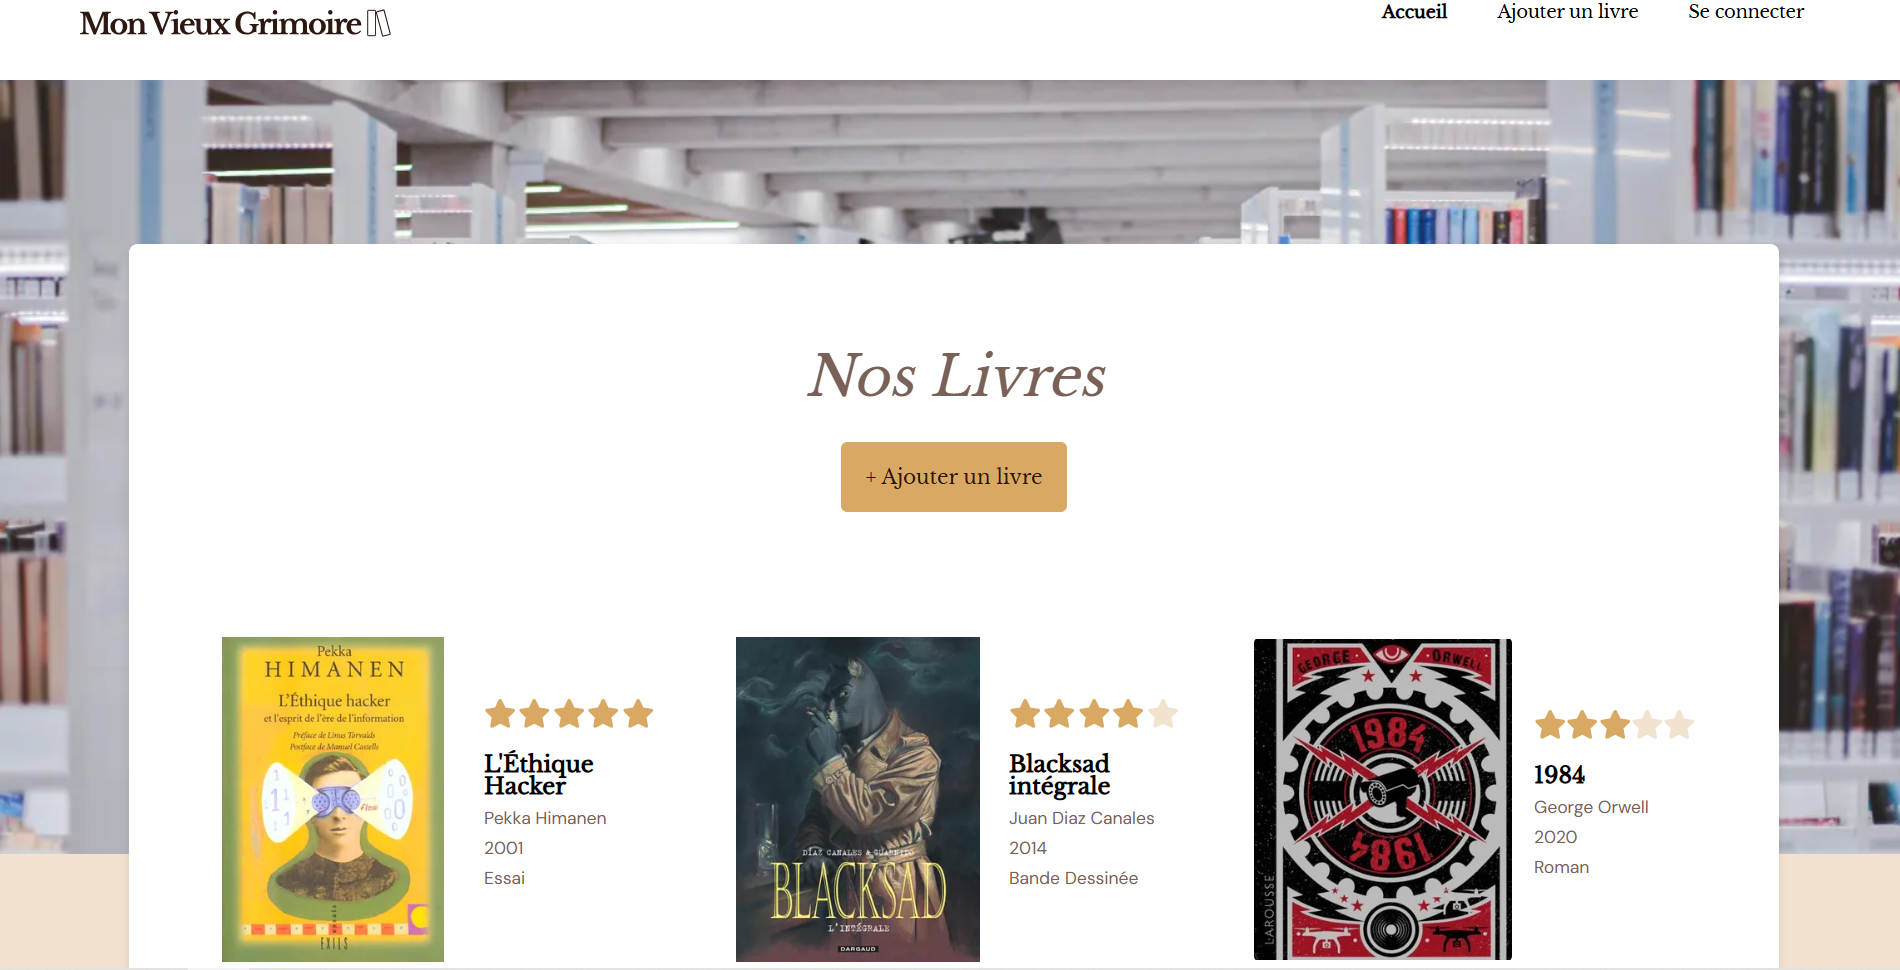 Mon Vieux Grimoire
Accueil
Ajouter un livre
Se connecter
Nos Livres
+ Ajouter un livre
Pekka
HIMANEN
L'Éthique hacker
et l'esprit de l'ère de l'information
Préface de Linus Torvalds
Postface de Manuel Castells
flow
EXILS
L'Éthique
Hacker
Pekka Himanen
2001
Essai
DÍAZ CANALES & GUARNIDO
BLACKSAD
L'INTÉGRALE
DARGAUD
Blacksad
intégrale
Juan Diaz Canales
2014
Bande Dessinée
GEORGE ORWELL
1984
1984
LAROUSSE
1984
George Orwell
2020
Roman